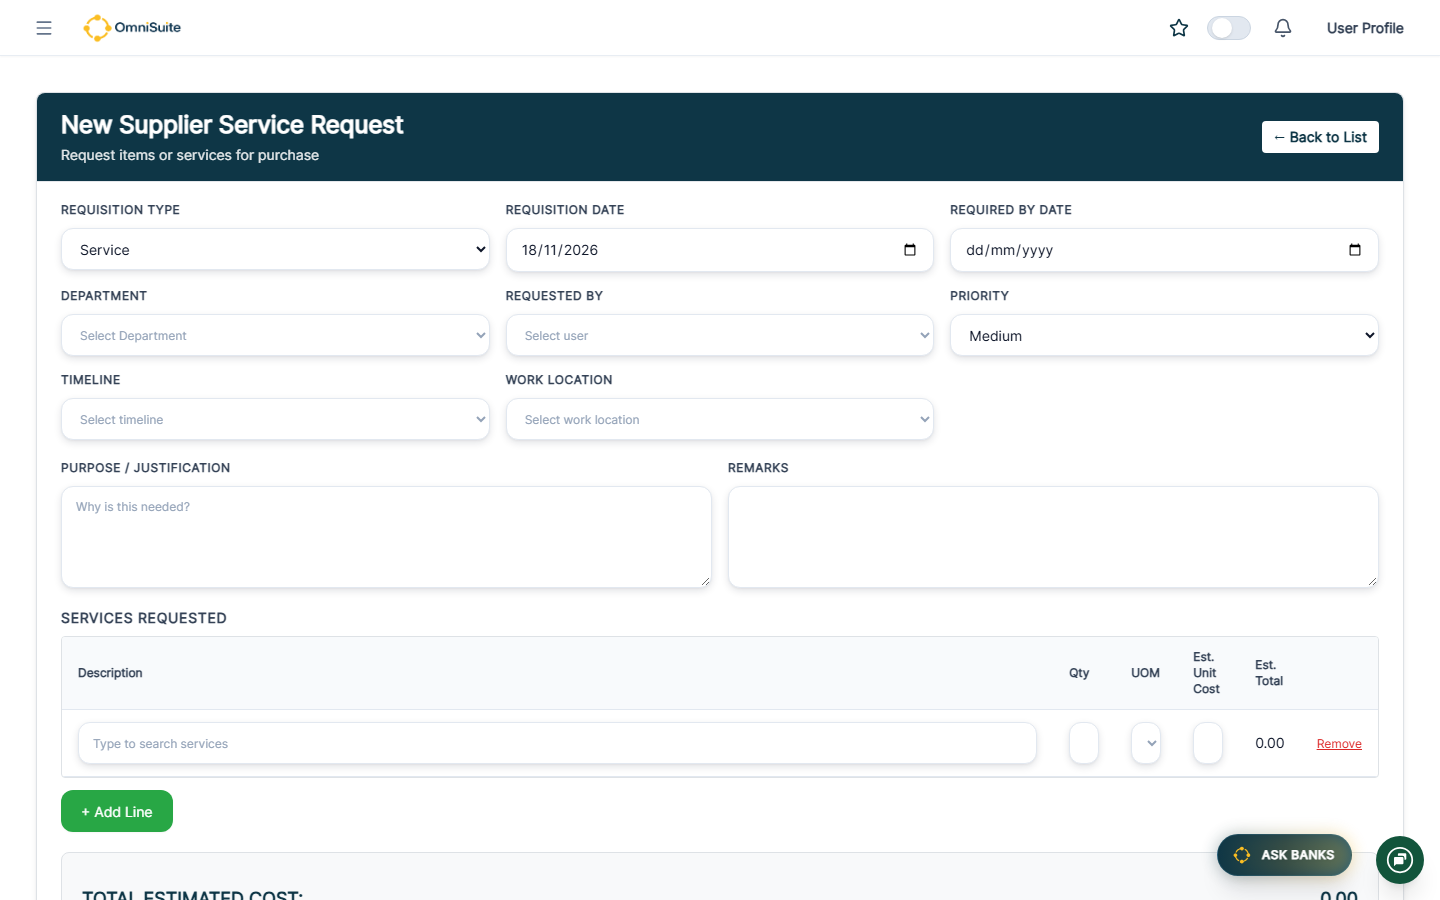 OmniSuite
User Profile
New Supplier Service Request
Request items or services for purchase
← Back to List
REQUISITION TYPE
REQUISITION DATE
REQUIRED BY DATE
Service
18/11/2026
dd/mm/yyyy
DEPARTMENT
REQUESTED BY
PRIORITY
Select Department
Select user
Medium
TIMELINE
WORK LOCATION
Select timeline
Select work location
PURPOSE / JUSTIFICATION
REMARKS
Why is this needed?
SERVICES REQUESTED
Description
Qty
UOM
Est.
Unit
Cost
Est.
Total
Type to search services
0.00
Remove
+ Add Line
ASK BANKS
TOTAL ESTIMATED COST:
0.00